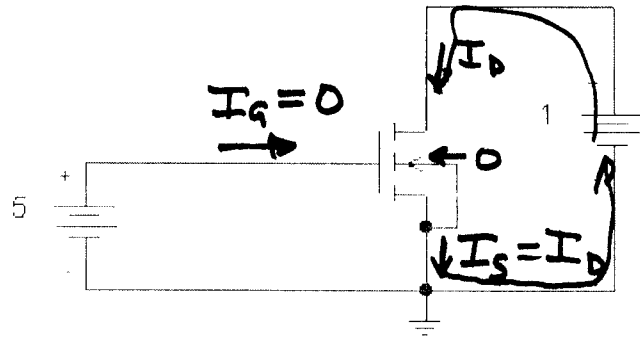 I_D
I_G = 0
1
0
+
5
I_S = I_D
-